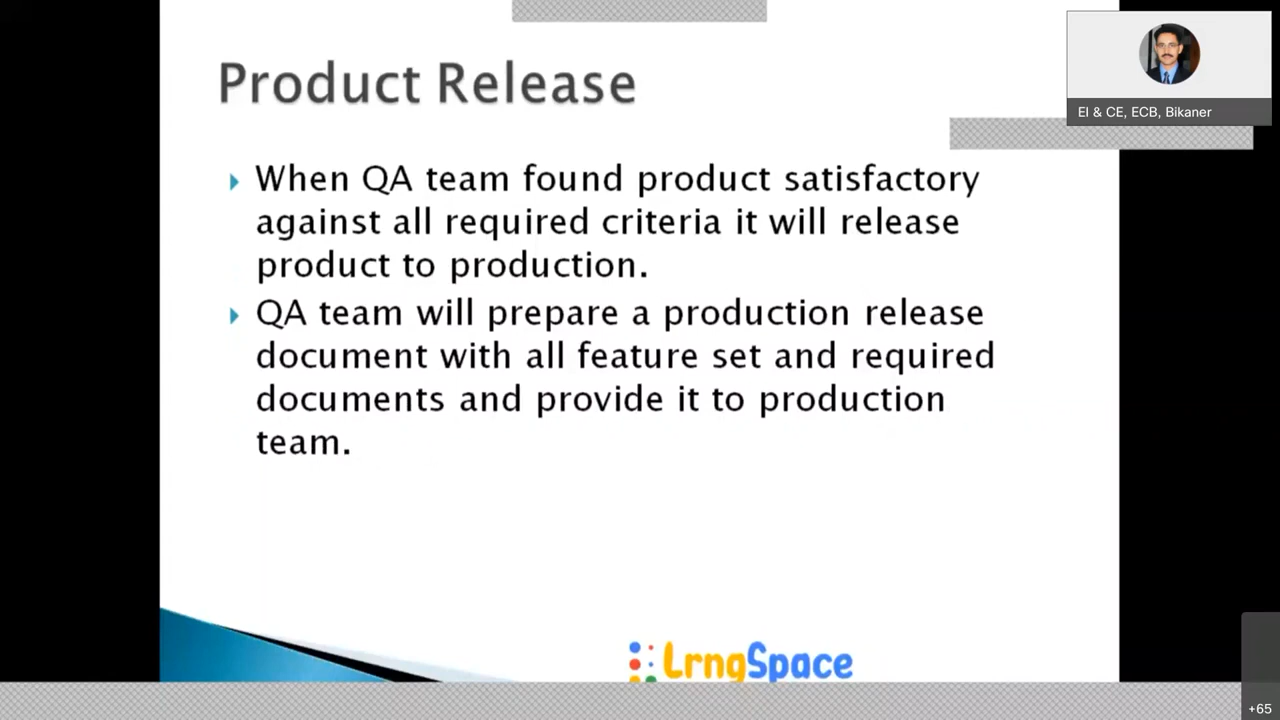 Product Release
EI & CE, ECB, Bikaner
When QA team found product satisfactory
against all required criteria it will release
product to production.
QA team will prepare a production release
document with all feature set and required
documents and provide it to production
team.
LrngSpace
+65